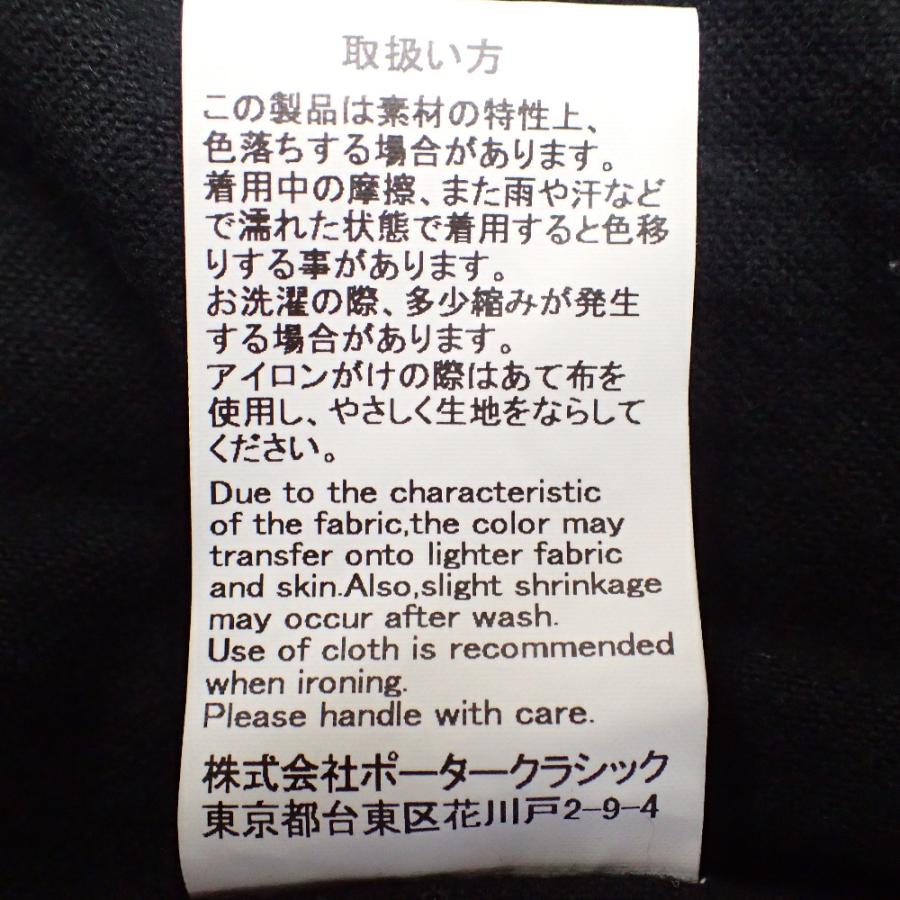 取扱い方
この製品は素材の特性上、
色落ちする場合があります。
着用中の摩擦、また雨や汗など
で濡れた状態で着用すると色移
りする事があります。
お洗濯の際、多少縮みが発生
する場合があります。
アイロンがけの際はあて布を
使用し、やさしく生地をならして
ください。
Due to the characteristic
of the fabric,the color may
transfer onto lighter fabric
and skin.Also,slight shrinkage
may occur after wash.
Use of cloth is recommended
when ironing.
Please handle with care.
株式会社ポータークラシック
東京都台東区花川戸2-9-4